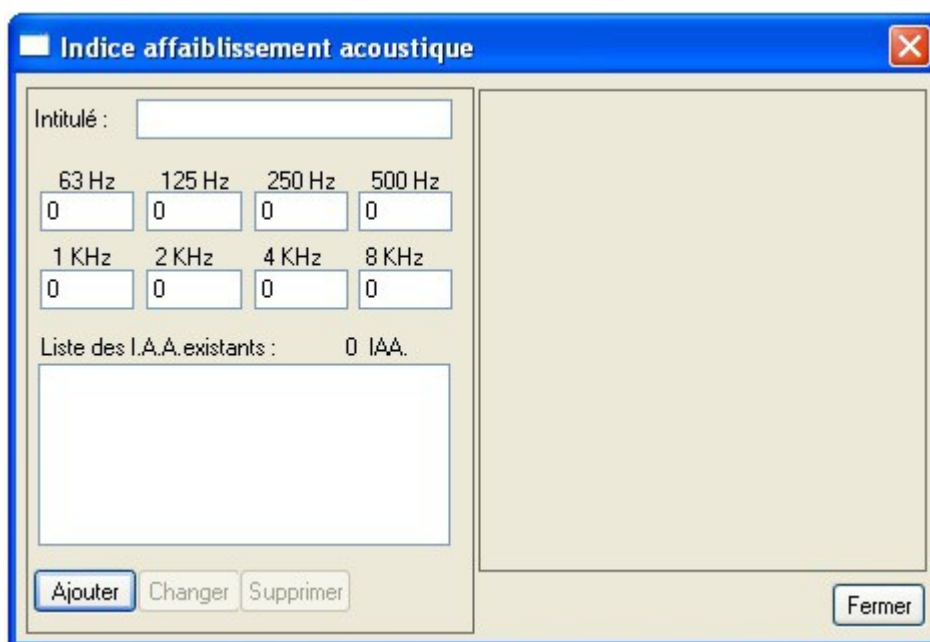 Indice affaiblissement acoustique
Intitulé :
63 Hz 125 Hz 250 Hz 500 Hz
0 0 0 0
1 KHz 2 KHz 4 KHz 8 KHz
0 0 0 0
Liste des I.A.A.existants : 0 IAA.
Ajouter Changer Supprimer
Fermer